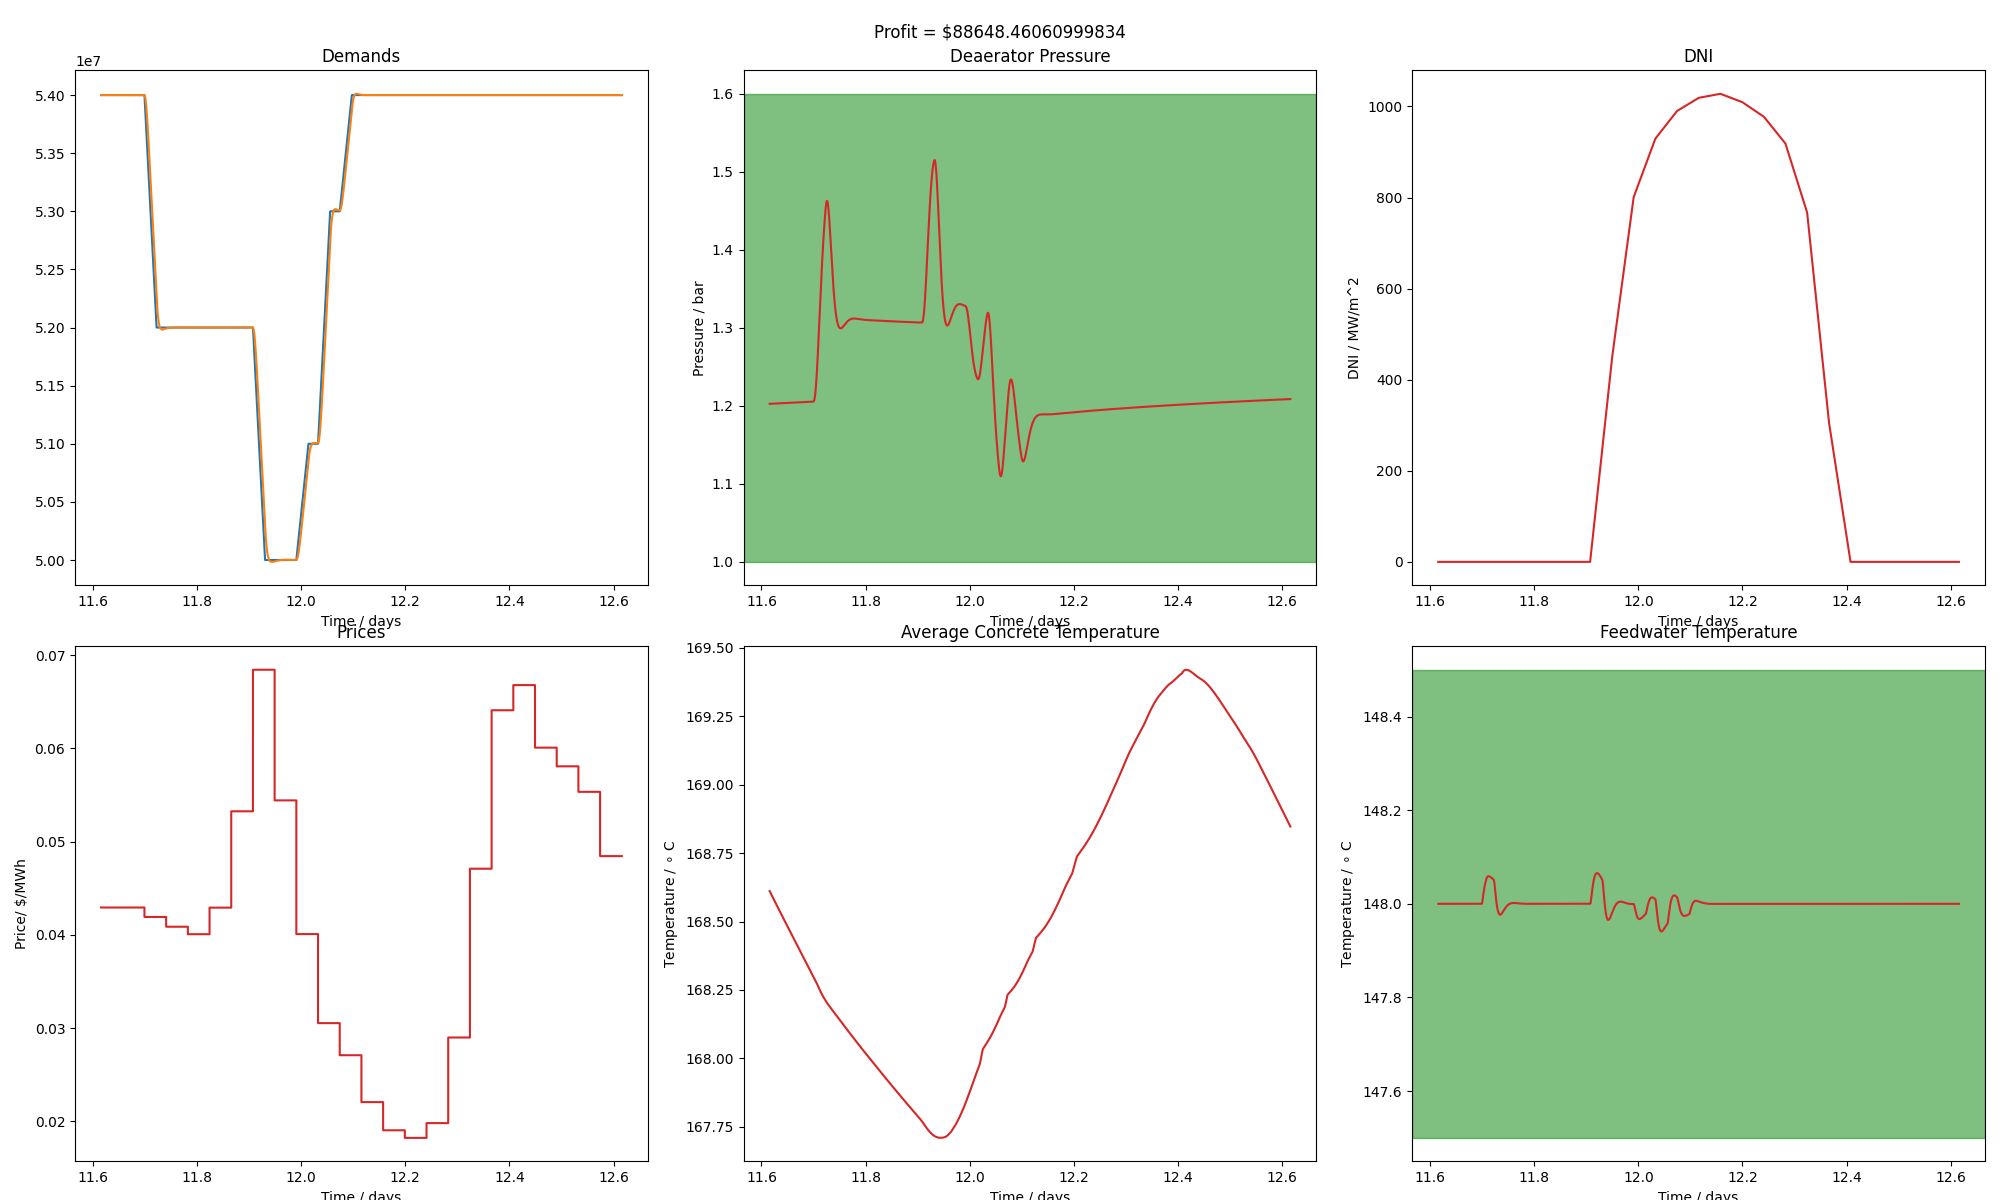 Profit = $88648.46060999834
Demands
1e7
5.40
5.35
5.30
5.25
5.20
5.15
5.10
5.05
5.00
11.6 11.8 12.0 12.2 12.4 12.6
Time / days
Deaerator Pressure
Pressure / bar
1.6
1.5
1.4
1.3
1.2
1.1
1.0
11.6 11.8 12.0 12.2 12.4 12.6
Time / days
DNI
DNI / MW/m^2
1000
800
600
400
200
0
11.6 11.8 12.0 12.2 12.4 12.6
Time / days
Prices
Price/ $/MWh
0.07
0.06
0.05
0.04
0.03
0.02
11.6 11.8 12.0 12.2 12.4 12.6
Time / days
Average Concrete Temperature
Temperature / ∘ C
169.50
169.25
169.00
168.75
168.50
168.25
168.00
167.75
11.6 11.8 12.0 12.2 12.4 12.6
Time / days
Feedwater Temperature
Temperature / ∘ C
148.4
148.2
148.0
147.8
147.6
11.6 11.8 12.0 12.2 12.4 12.6
Time / days